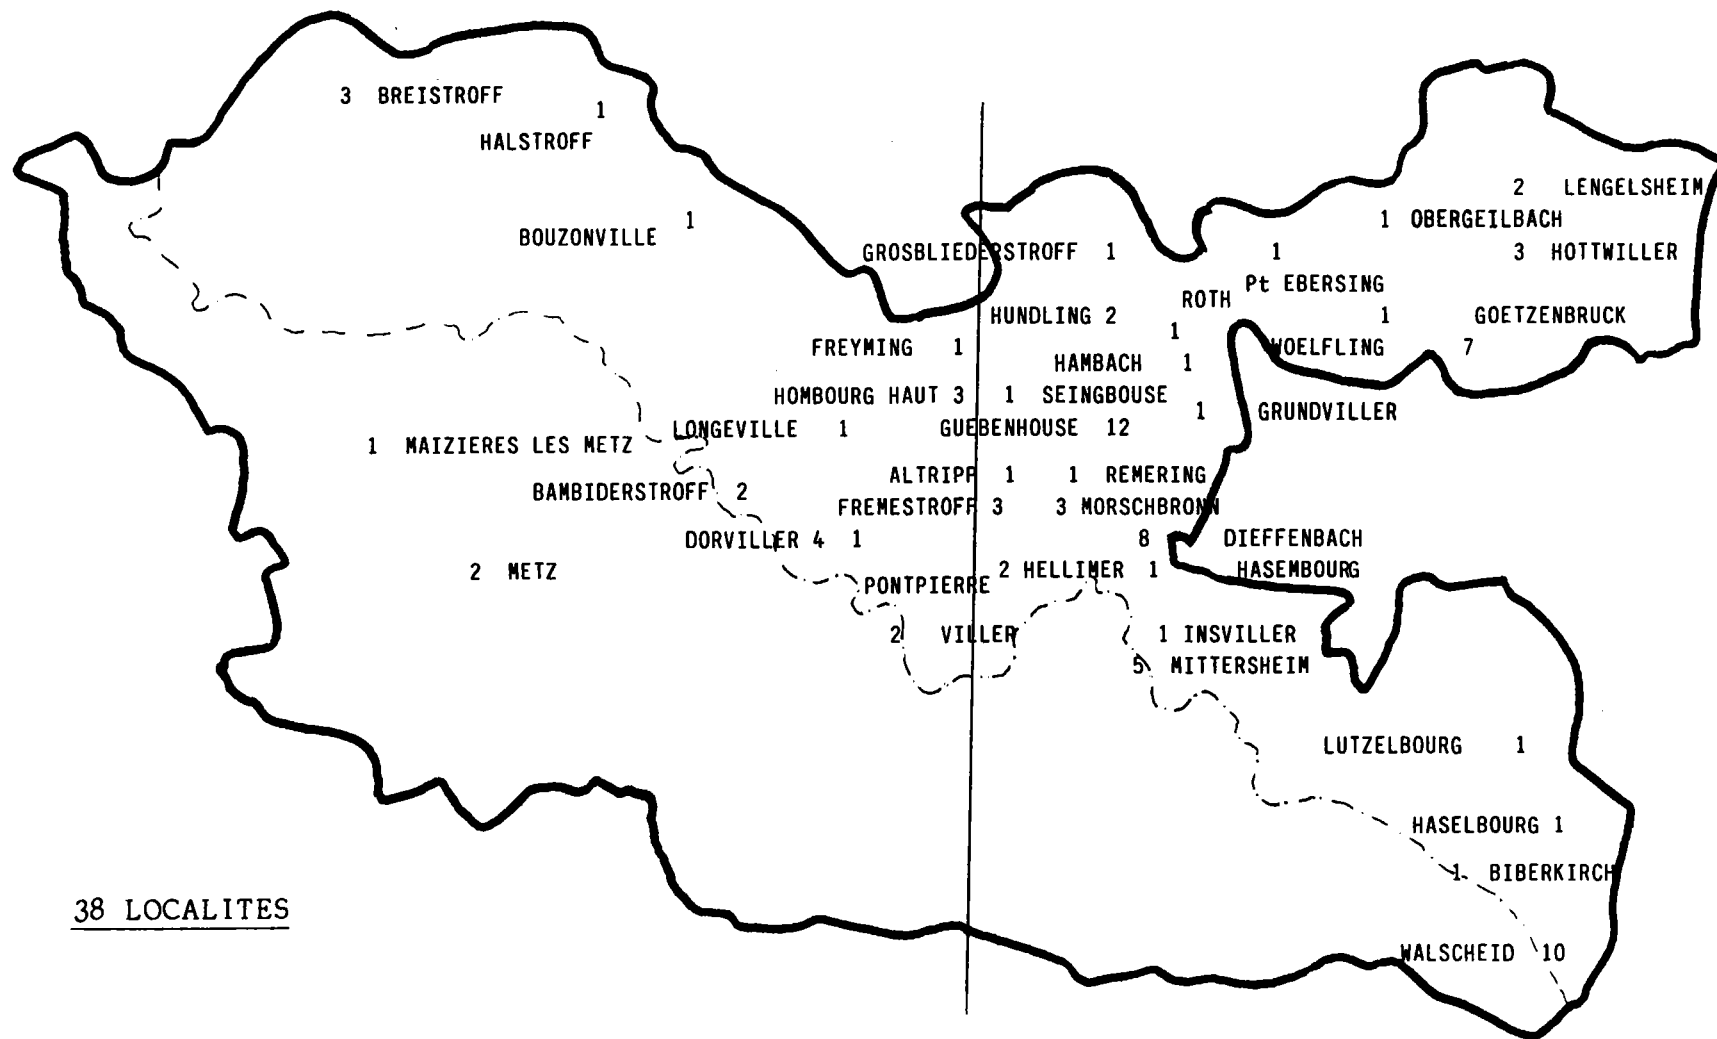 3 BREISTROFF
1
HALSTROFF
2 LENGELSHEIM
1 OBERGEILBACH
1
BOUZONVILLE
GROSBLIEDERSTROFF 1
1
3 HOTTWILLER
Pt EBERSING
ROTH
HUNDLING 2
1
GOETZENBRUCK
1
FREYMING 1
WOELFLING
7
HAMBACH 1
HOMBOURG HAUT 3
1 SEINGBOUSE
1 GRUNDVILLER
LONGEVILLE 1
GUEBENHOUSE 12
1 MAIZIERES LES METZ
ALTRIPP 1
1 REMERING
BAMBIDERSTROFF 2
FREMESTROFF 3
3 MORSCHBRONN
DORVILLER 4
1
8 DIEFFENBACH
2 METZ
2 HELLIMER
1 HASEMBOURG
PONTPIERRE
2 VILLER
1 INSVILLER
5 MITTERSHEIM
LUTZELBOURG 1
HASELBOURG 1
1 BIBERKIRCH
38 LOCALITES
WALSCHEID 10